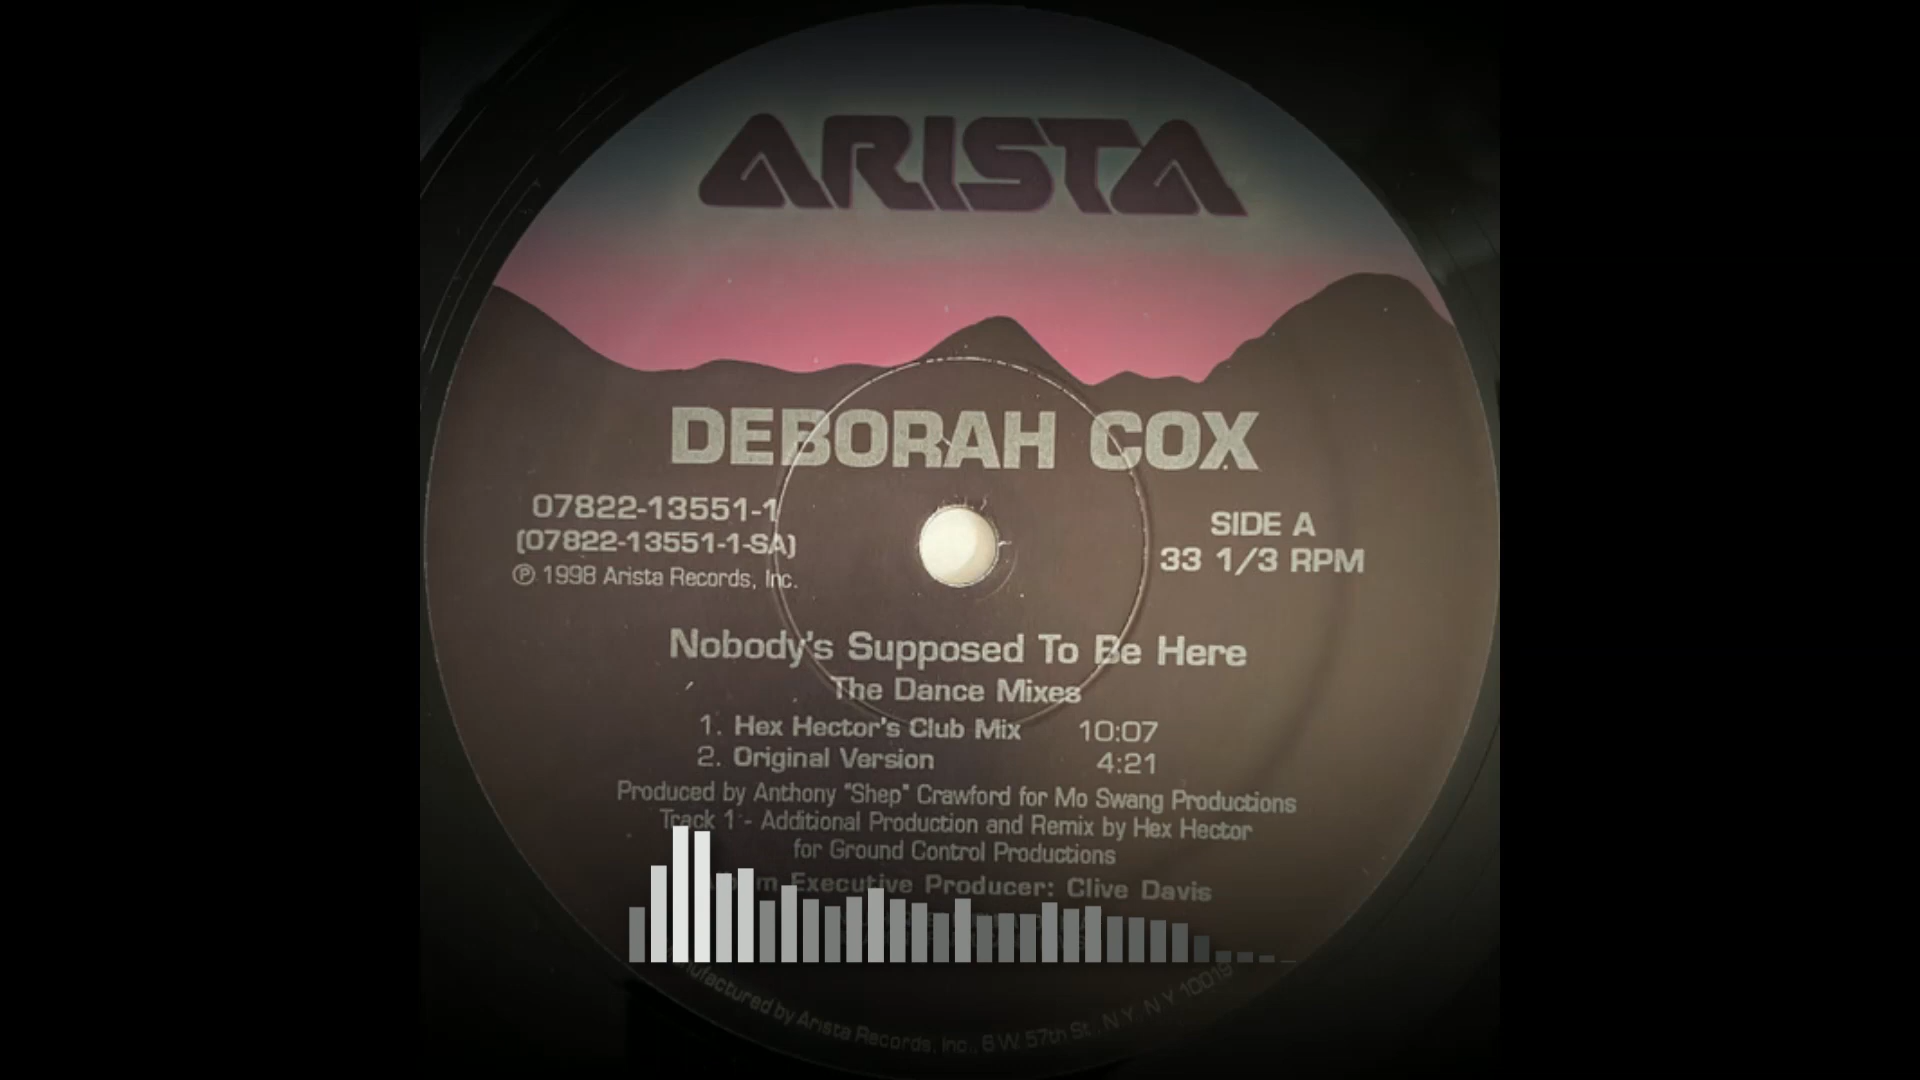 ARISTA
DEBORAH COX
07822-13551-1
(07822-13551-1-SA)
℗ 1998 Arista Records, Inc.
SIDE A
33 1/3 RPM
Nobody's Supposed To Be Here
The Dance Mixes
1. Hex Hector's Club Mix 10:07
2. Original Version 4:21
Produced by Anthony "Shep" Crawford for Mo Swang Productions
Track 1 - Additional Production and Remix by Hex Hector
for Ground Control Productions
Executive Producer: Clive Davis
Manufactured by Arista Records, Inc., 6 W. 57th St., N.Y., N.Y. 10019